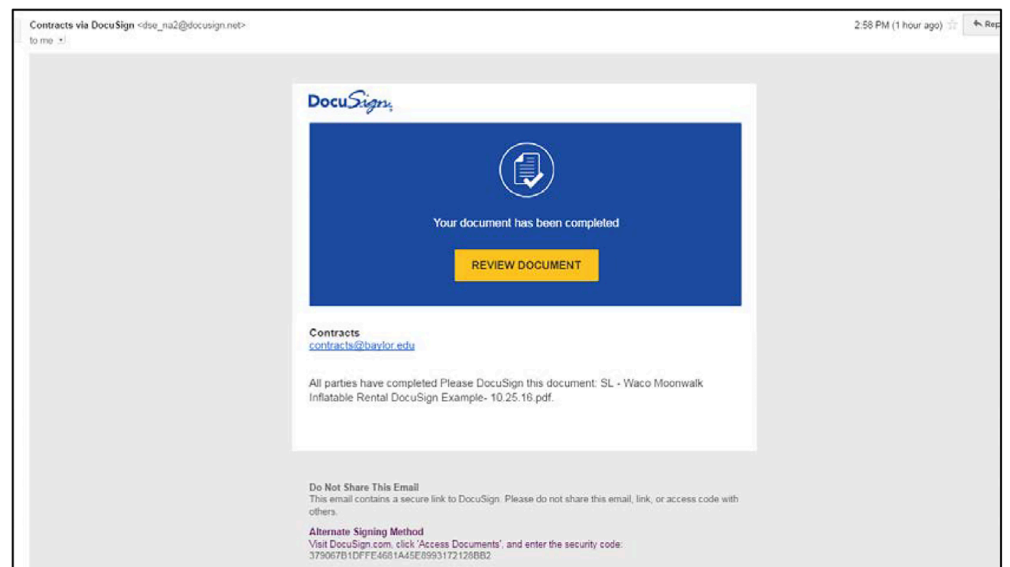 Contracts via DocuSign <dse_na2@docusign.net>
2:58 PM (1 hour ago)
Rep
to me
DocuSign
Your document has been completed
REVIEW DOCUMENT
Contracts
contracts@baylor.edu
All parties have completed Please DocuSign this document: SL - Waco Moonwalk
Inflatable Rental DocuSign Example- 10.25.16.pdf.
Do Not Share This Email
This email contains a secure link to DocuSign. Please do not share this email, link, or access code with
others.
Alternate Signing Method
Visit DocuSign.com, click 'Access Documents', and enter the security code:
379067B1DFFE4681A45E8993172128BB2